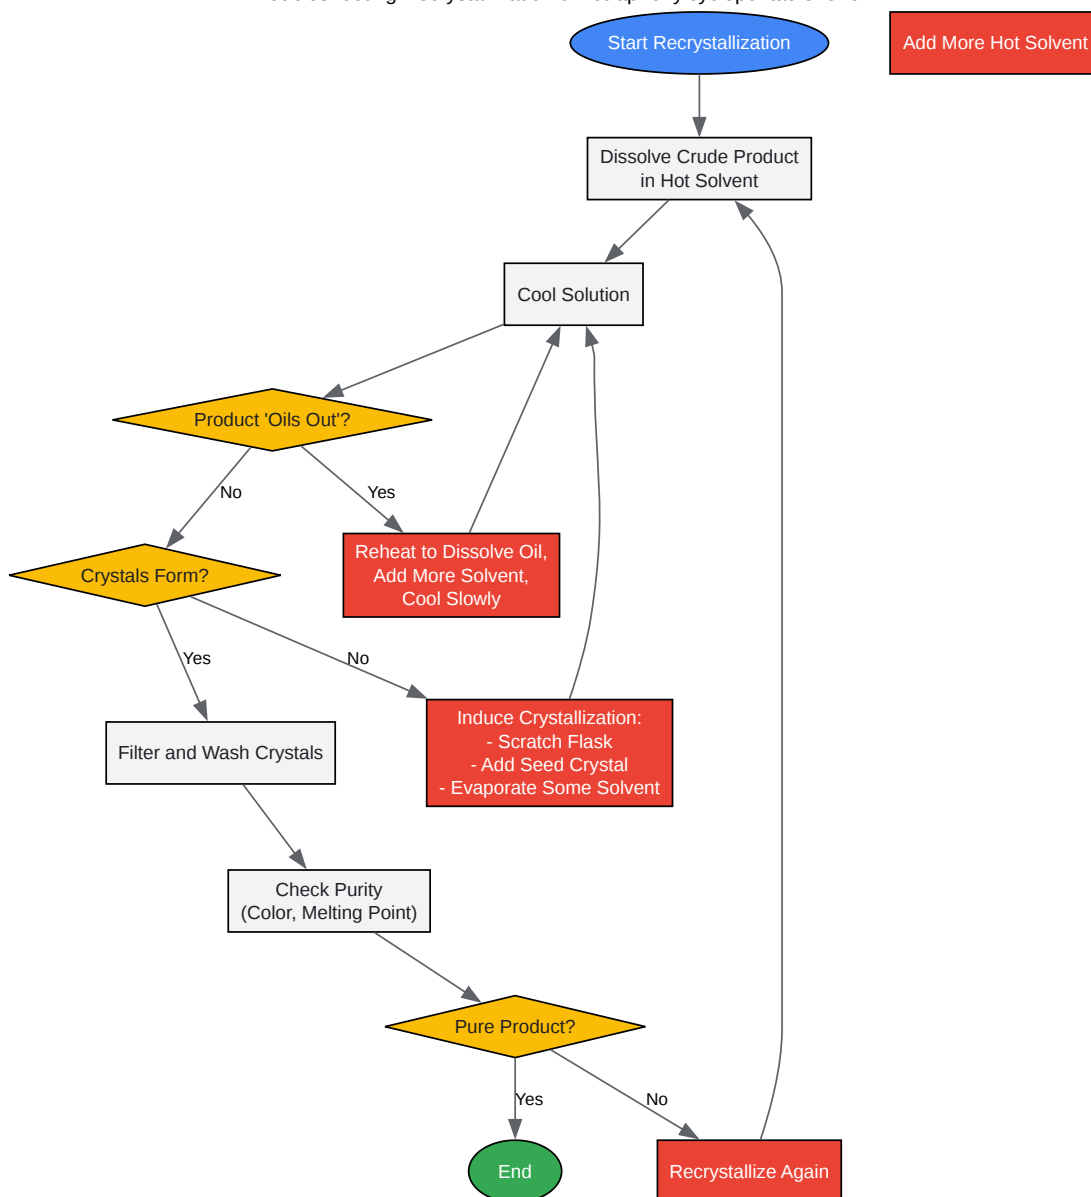 Start Recrystallization
Add More Hot Solvent
Dissolve Crude Product
in Hot Solvent
Cool Solution
Product 'Oils Out'?
No
Yes
Reheat to Dissolve Oil,
Add More Solvent,
Cool Slowly
Crystals Form?
Yes
No
Induce Crystallization:
- Scratch Flask
- Add Seed Crystal
- Evaporate Some Solvent
Filter and Wash Crystals
Check Purity
(Color, Melting Point)
Pure Product?
Yes
No
End
Recrystallize Again